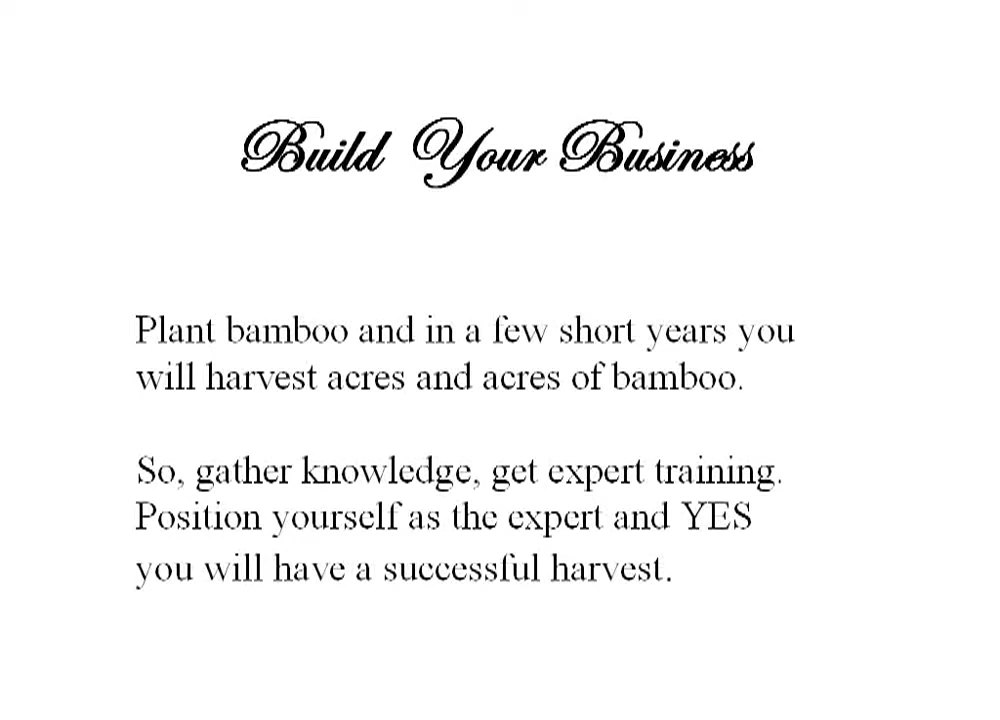 Build Your Business
Plant bamboo and in a few short years you
will harvest acres and acres of bamboo.
So, gather knowledge, get expert training.
Position yourself as the expert and YES
you will have a successful harvest.